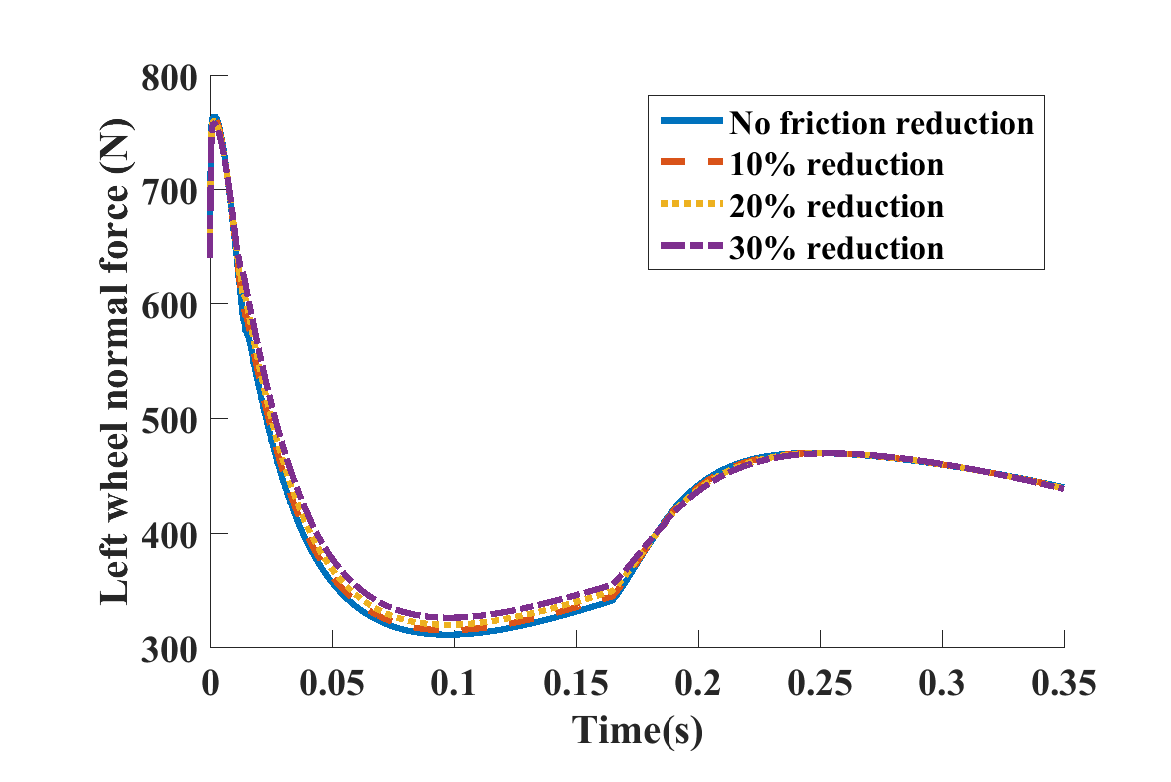 Left wheel normal force (N)
800
700
600
500
400
300
No friction reduction
10% reduction
20% reduction
30% reduction
0 0.05 0.1 0.15 0.2 0.25 0.3 0.35
Time(s)